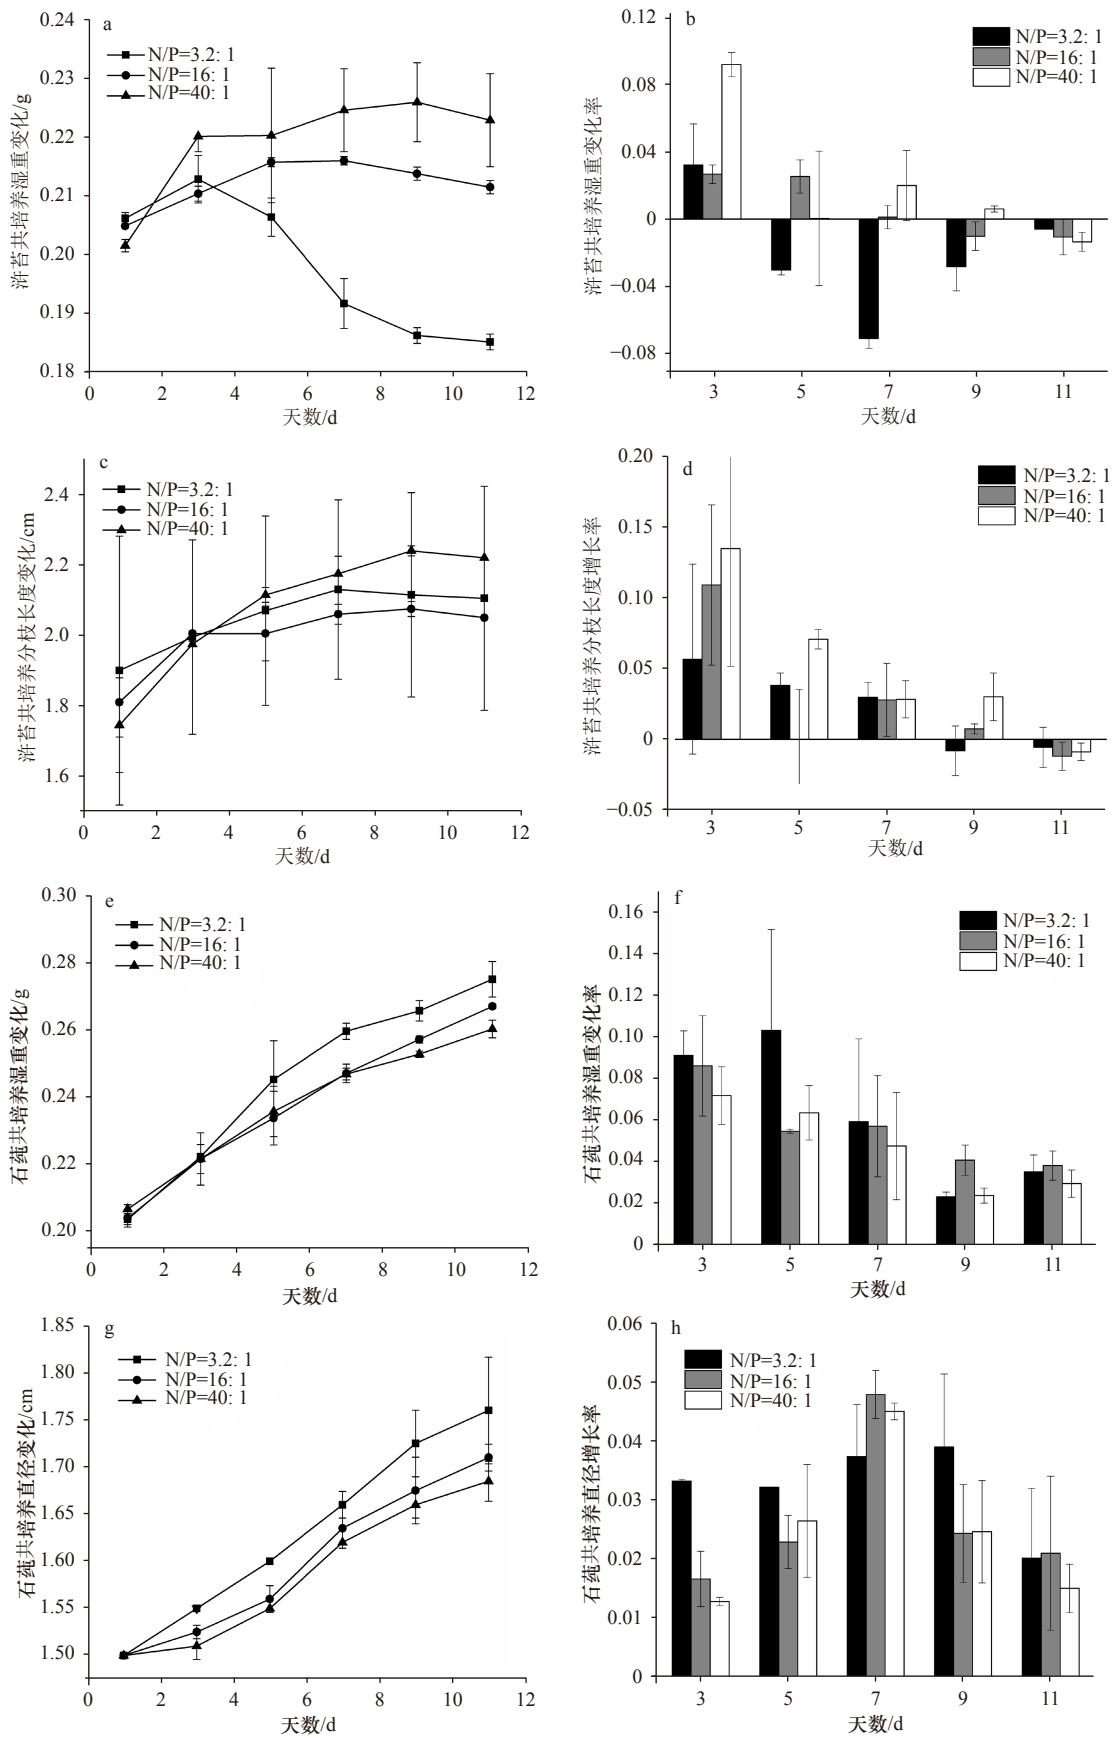 a
N/P=3.2: 1
N/P=16: 1
N/P=40: 1
0.24
0.23
0.22
0.21
0.20
0.19
0.18
0
2
4
6
8
10
12
浒苔共培养湿重变化/g
天数/d
b
N/P=3.2: 1
N/P=16: 1
N/P=40: 1
0.12
0.08
0.04
0
−0.04
−0.08
3
5
7
9
11
浒苔共培养湿重变化率
天数/d
c
N/P=3.2: 1
N/P=16: 1
N/P=40: 1
2.4
2.2
2.0
1.8
1.6
0
2
4
6
8
10
12
浒苔共培养分枝长度变化/cm
天数/d
d
N/P=3.2: 1
N/P=16: 1
N/P=40: 1
0.20
0.15
0.10
0.05
0
−0.05
3
5
7
9
11
浒苔共培养分枝长度增长率
天数/d
e
N/P=3.2: 1
N/P=16: 1
N/P=40: 1
0.30
0.28
0.26
0.24
0.22
0.20
0
2
4
6
8
10
12
石莼共培养湿重变化/g
天数/d
f
N/P=3.2: 1
N/P=16: 1
N/P=40: 1
0.16
0.14
0.12
0.10
0.08
0.06
0.04
0.02
0
3
5
7
9
11
石莼共培养湿重变化率
天数/d
g
N/P=3.2: 1
N/P=16: 1
N/P=40: 1
1.85
1.80
1.75
1.70
1.65
1.60
1.55
1.50
0
2
4
6
8
10
12
石莼共培养直径变化/cm
天数/d
h
N/P=3.2: 1
N/P=16: 1
N/P=40: 1
0.06
0.05
0.04
0.03
0.02
0.01
0
3
5
7
9
11
石莼共培养直径增长率
天数/d